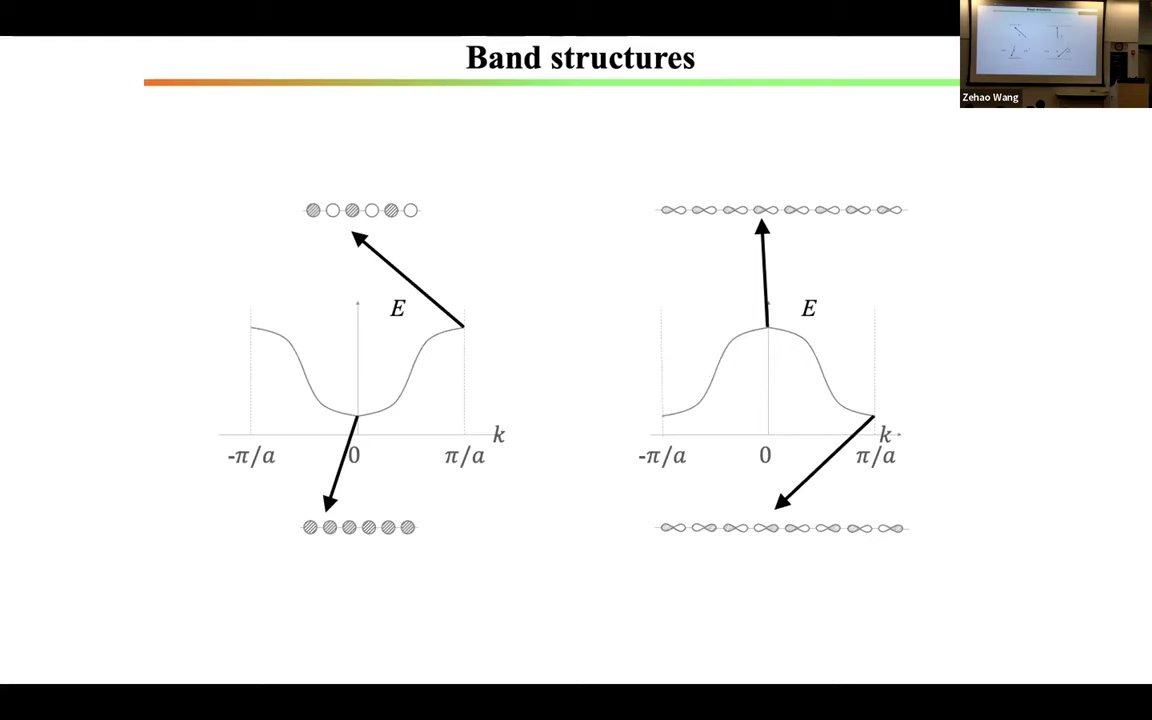 Band structures
Zehao Wang
E
k
-π/a
0
π/a
E
k
-π/a
0
π/a